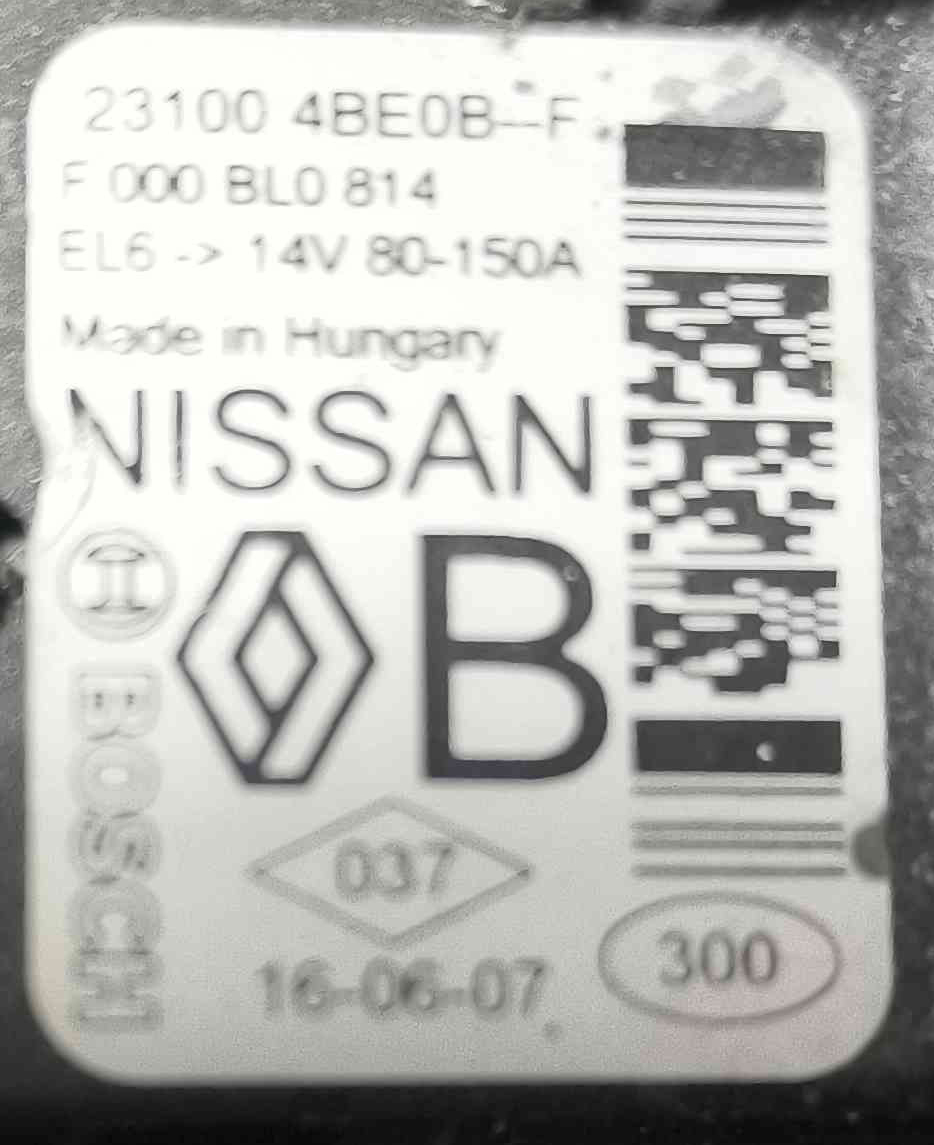 23100 4BE0B--F
F 000 BL0 814
EL6 -> 14V 80-150A
Made in Hungary
NISSAN
B
BOSCH
037
16-06-07
300